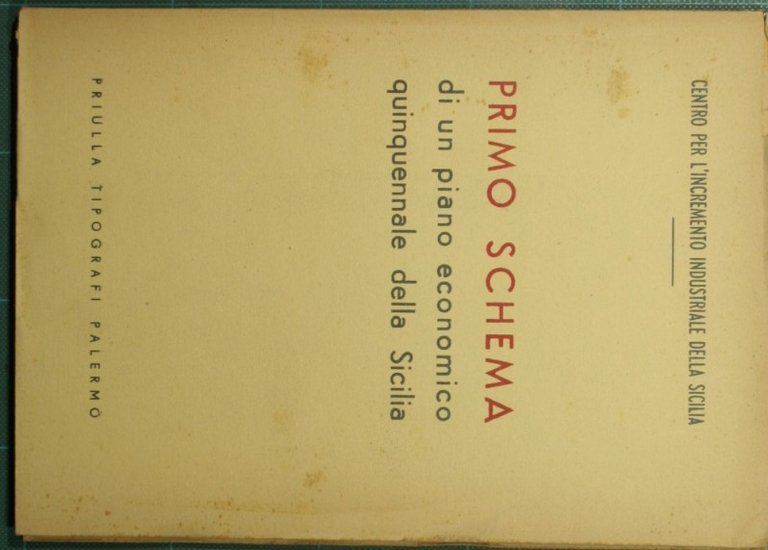 CENTRO PER L'INCREMENTO INDUSTRIALE DELLA SICILIA
PRIMO SCHEMA
di un piano economico
quinquennale della Sicilia
PRIULLA TIPOGRAFI PALERMO